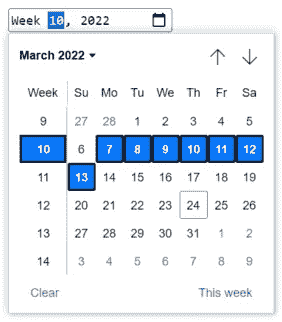 Week 10, 2022
March 2022
Week Su Mo Tu We Th Fr Sa
9 27 28 1 2 3 4 5
10 6 7 8 9 10 11 12
11 13 14 15 16 17 18 19
12 20 21 22 23 24 25 26
13 27 28 29 30 31 1 2
14 3 4 5 6 7 8 9
Clear This week